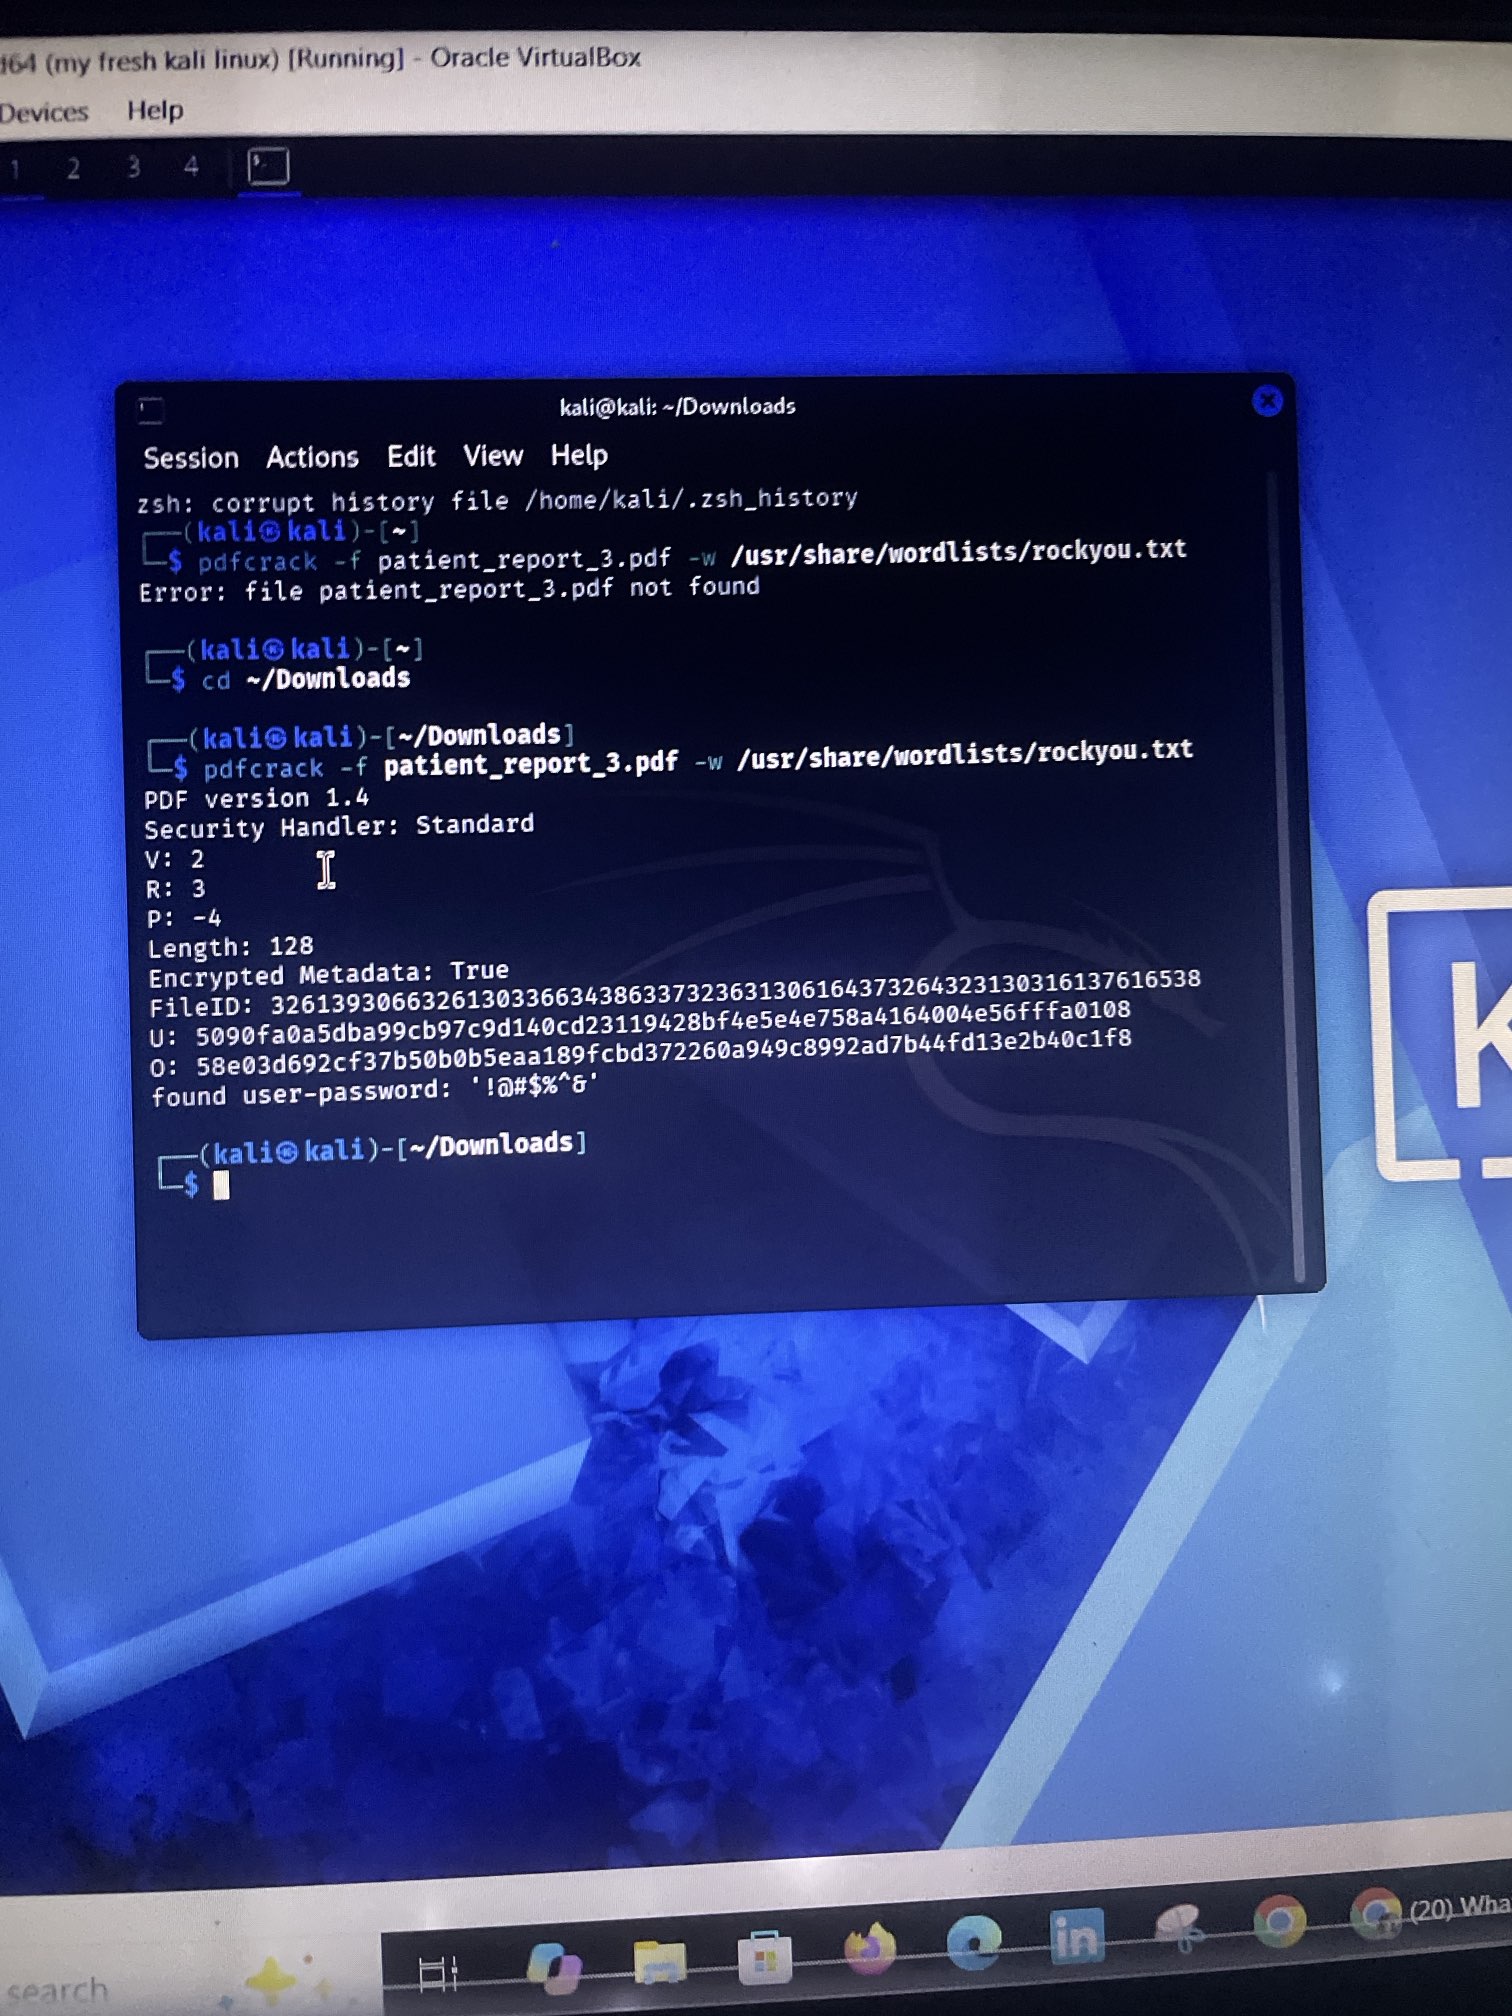 (my fresh kali linux) [Running] - Oracle VirtualBox
Devices Help
1 2 3 4
kali@kali: ~/Downloads
Session Actions Edit View Help
zsh: corrupt history file /home/kali/.zsh_history
┌──(kali㉿kali)-[~]
└─$ pdfcrack -f patient_report_3.pdf -w /usr/share/wordlists/rockyou.txt
Error: file patient_report_3.pdf not found
┌──(kali㉿kali)-[~]
└─$ cd ~/Downloads
┌──(kali㉿kali)-[~/Downloads]
└─$ pdfcrack -f patient_report_3.pdf -w /usr/share/wordlists/rockyou.txt
PDF version 1.4
Security Handler: Standard
V: 2
R: 3
P: -4
Length: 128
Encrypted Metadata: True
FileID: 32613930663261303366343863373236313061643732643231303161376165​38
U: 5090fa0a5dba99cb97c9d140cd23119428bf4e5e4e758a4164004e56fffa0108
O: 58e03d692cf37b50b0b5eaa189fcbd372260a949c8992ad7b44fd13e2b40c1f8
found user-password: '!@#$%^&'
┌──(kali㉿kali)-[~/Downloads]
└─$
K
search
in
(20) Wha